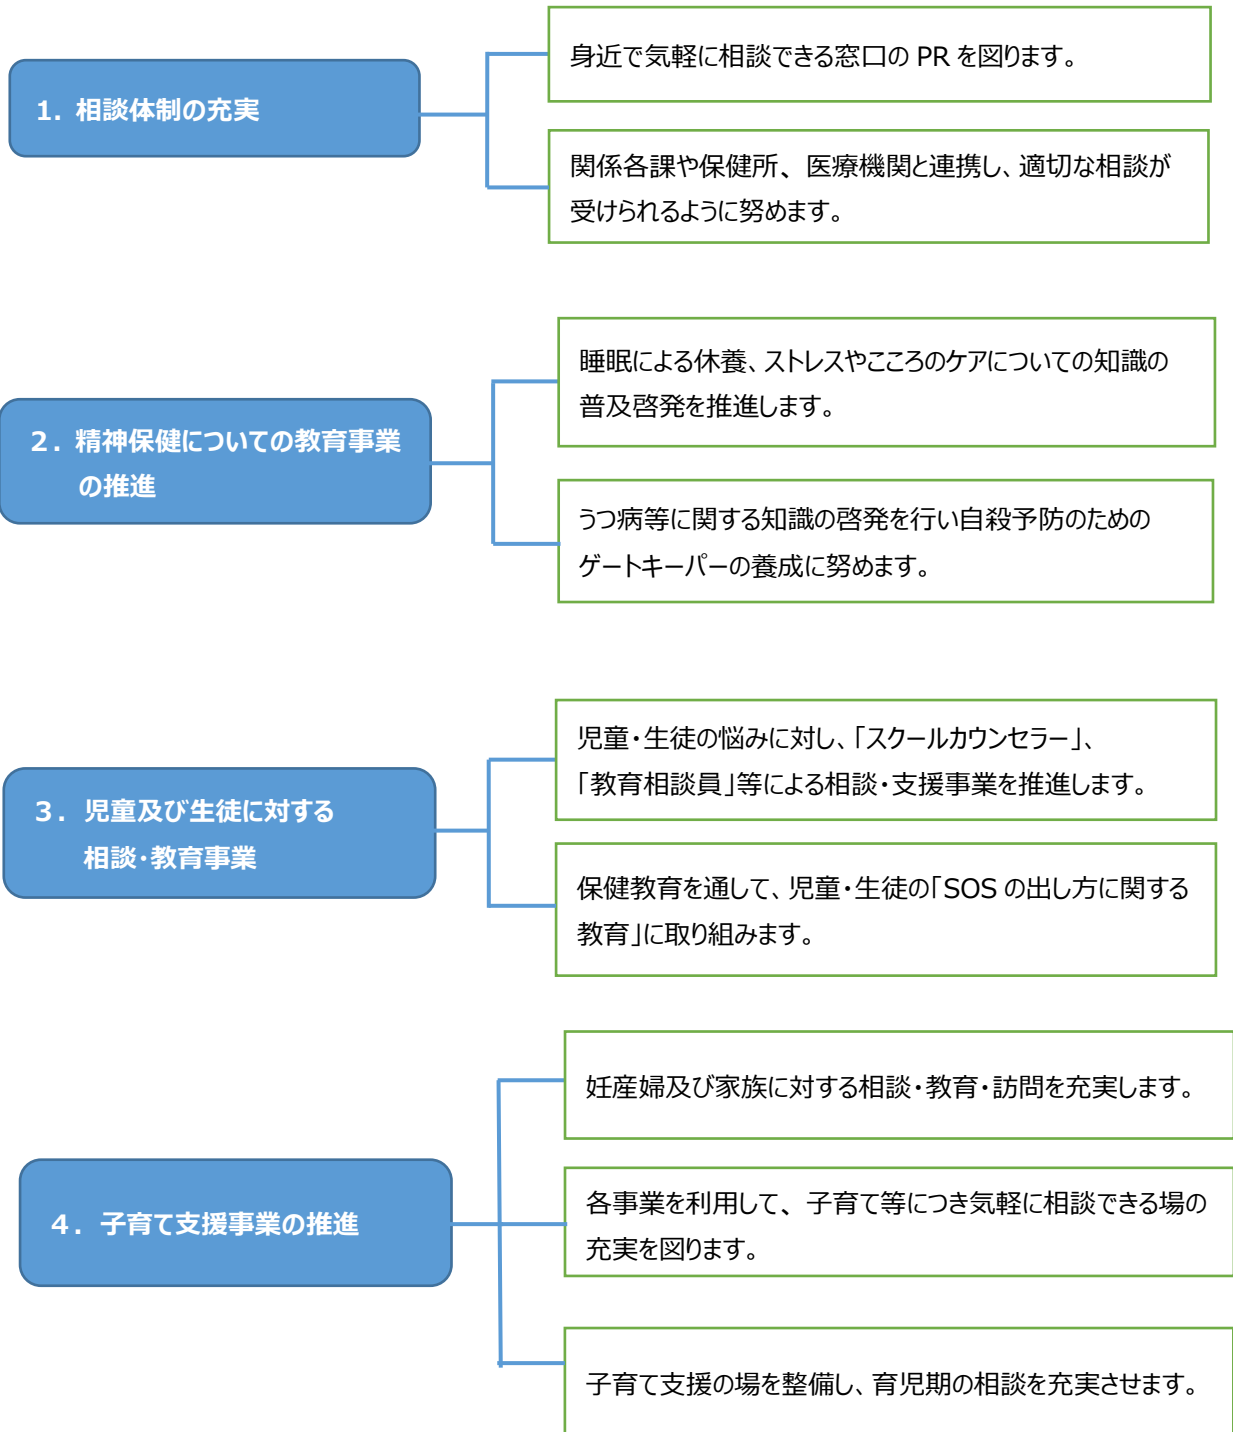 1. 相談体制の充実
身近で気軽に相談できる窓口の PR を図ります。
関係各課や保健所、医療機関と連携し、適切な相談が
受けられるように努めます。
2. 精神保健についての教育事業
の推進
睡眠による休養、ストレスやこころのケアについての知識の
普及啓発を推進します。
うつ病等に関する知識の啓発を行い自殺予防のための
ゲートキーパーの養成に努めます。
3. 児童及び生徒に対する
相談・教育事業
児童・生徒の悩みに対し、「スクールカウンセラー」、
「教育相談員」等による相談・支援事業を推進します。
保健教育を通して、児童・生徒の「SOS の出し方に関する
教育」に取り組みます。
4. 子育て支援事業の推進
妊産婦及び家族に対する相談・教育・訪問を充実します。
各事業を利用して、子育て等につき気軽に相談できる場の
充実を図ります。
子育て支援の場を整備し、育児期の相談を充実させます。